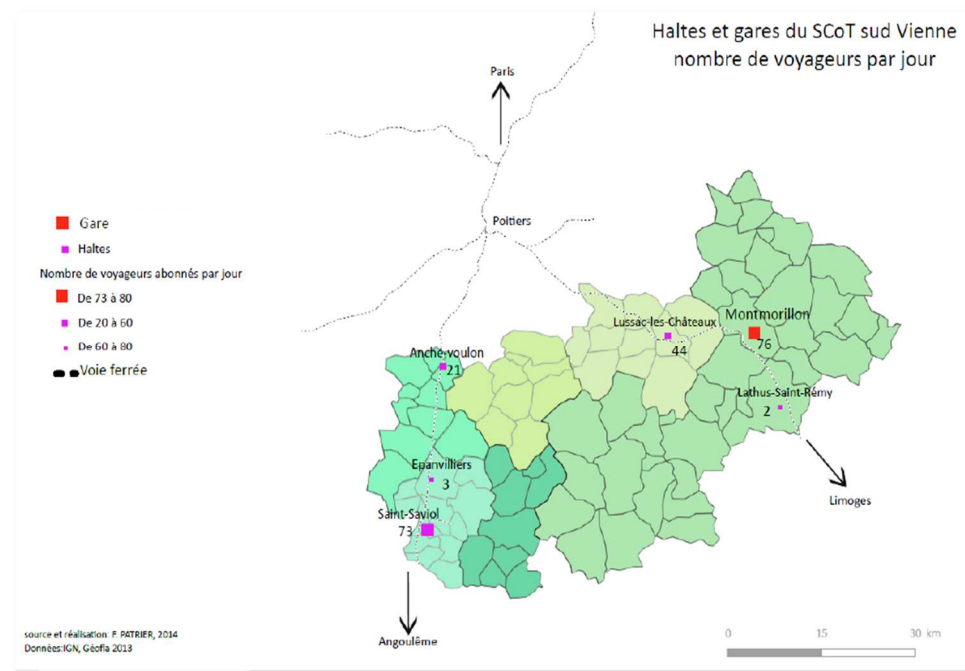 Haltes et gares du SCoT sud Vienne
nombre de voyageurs par jour
Paris
Poitiers
Gare
Haltes
Nombre de voyageurs abonnés par jour
De 73 à 80
De 20 à 60
De 60 à 80
Voie ferrée
Lussac-les-Châteaux
44
Montmorillon
76
Anché-voulon
21
Lathus-Saint-Rémy
2
Epanvilliers
3
Saint-Saviol
73
Limoges
Angoulême
source et réalisation: F. PATRIER, 2014
Données:IGN, Géofla 2013
0 15 30 km